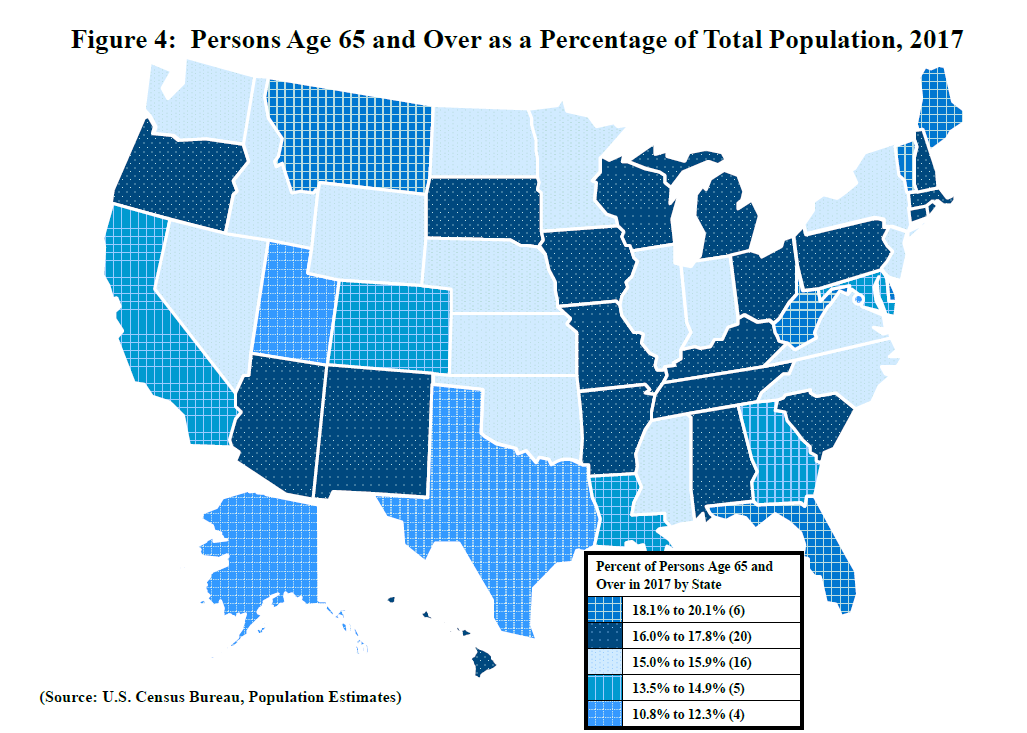 Figure 4:  Persons Age 65 and Over as a Percentage of Total Population, 2017
Percent of Persons Age 65 and
Over in 2017 by State
18.1% to 20.1% (6)
16.0% to 17.8% (20)
15.0% to 15.9% (16)
13.5% to 14.9% (5)
10.8% to 12.3% (4)
(Source: U.S. Census Bureau, Population Estimates)